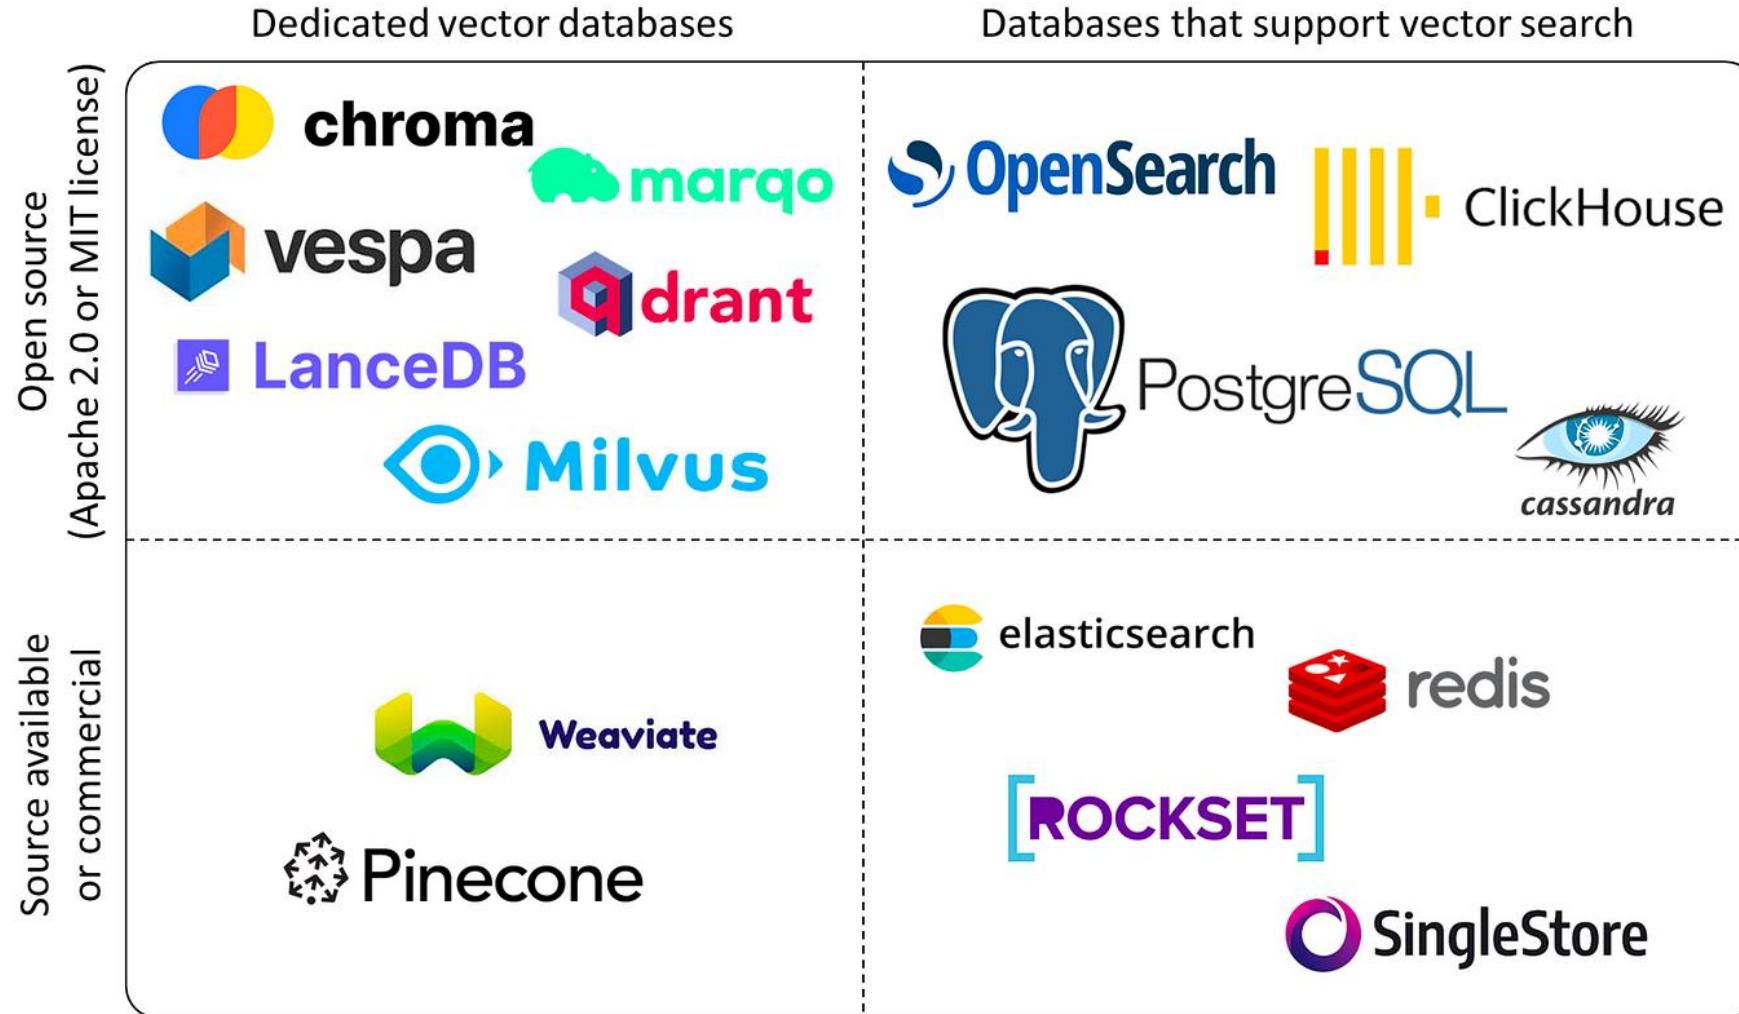 Dedicated vector databases
Databases that support vector search
Open source
(Apache 2.0 or MIT license)
chroma
marqo
vespa
qdrant
LanceDB
Milvus
OpenSearch
ClickHouse
PostgreSQL
cassandra
Source available
or commercial
Weaviate
Pinecone
elasticsearch
redis
[ROCKSET]
SingleStore